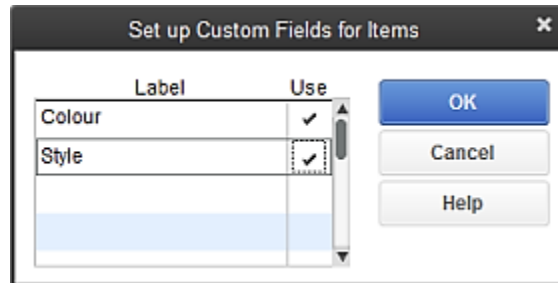 Set up Custom Fields for Items
Label Use
Colour
Style
OK
Cancel
Help